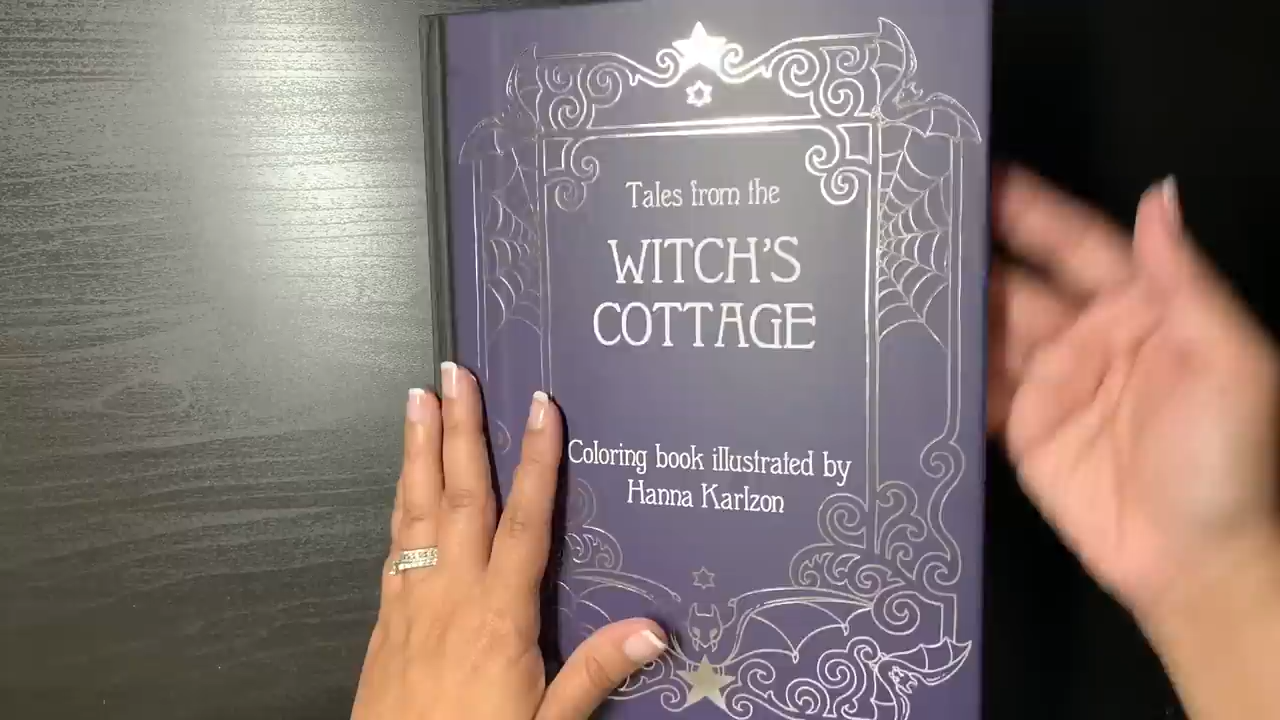 Tales from the
WITCH'S
COTTAGE
Coloring book illustrated by
Hanna Karlzon